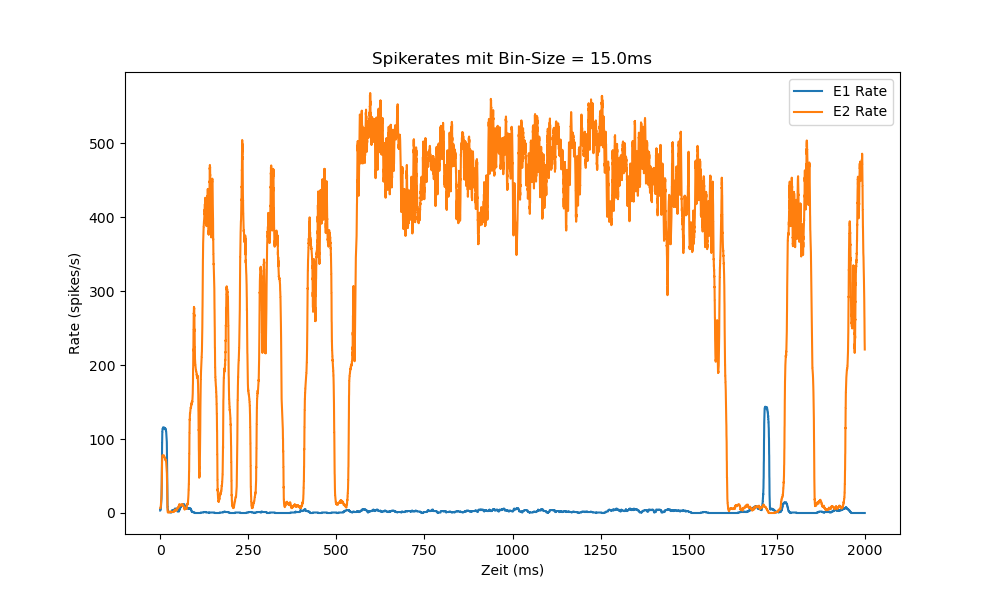 Spikerates mit Bin-Size = 15.0ms
E1 Rate
E2 Rate
Rate (spikes/s)
500
400
300
200
100
0
0 250 500 750 1000 1250 1500 1750 2000
Zeit (ms)